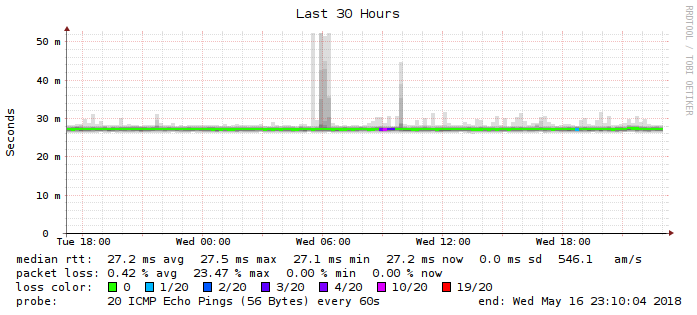 Last 30 Hours
RRDTOOL / TOBI OETIKER
Seconds
50 m
40 m
30 m
20 m
10 m
0
Tue 18:00 Wed 00:00 Wed 06:00 Wed 12:00 Wed 18:00
median rtt: 27.2 ms avg 27.5 ms max 27.1 ms min 27.2 ms now 0.0 ms sd 546.1 am/s
packet loss: 0.42 % avg 23.47 % max 0.00 % min 0.00 % now
loss color: 0 1/20 2/20 3/20 4/20 10/20 19/20
probe: 20 ICMP Echo Pings (56 Bytes) every 60s end: Wed May 16 23:10:04 2018